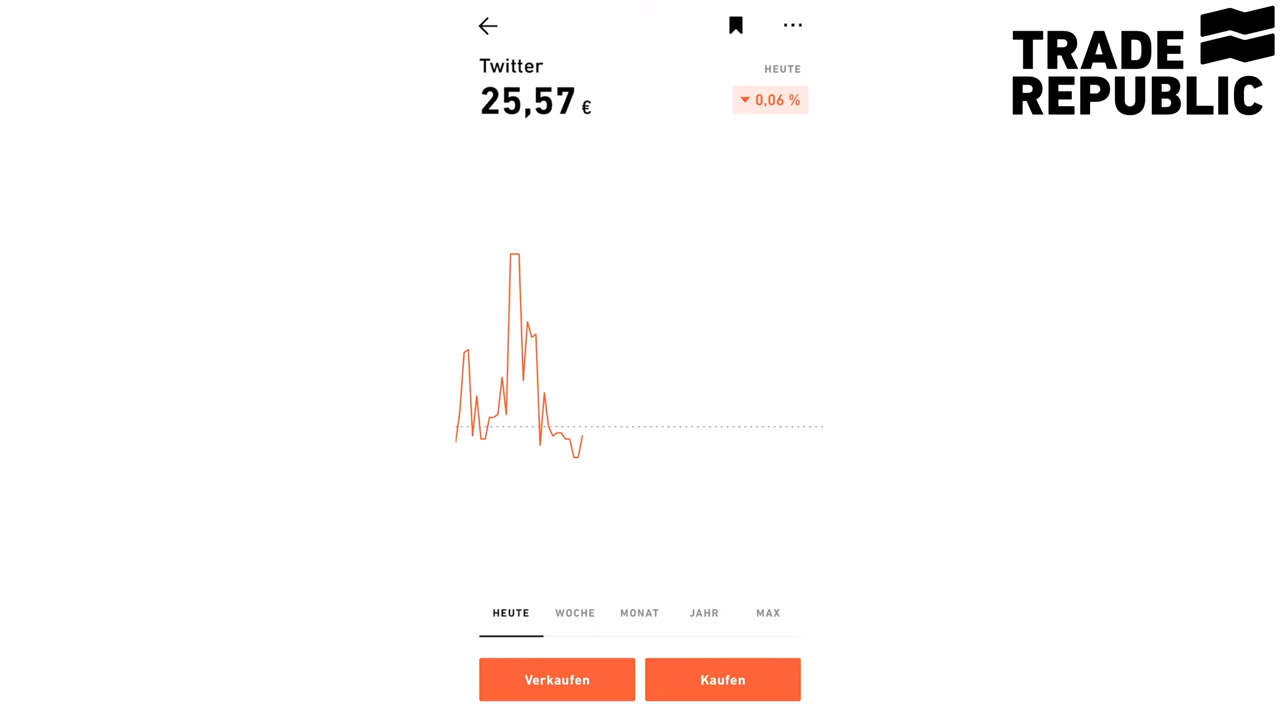 TRADE
REPUBLIC
Twitter
HEUTE
25,57 €
0,06 %
HEUTE WOCHE MONAT JAHR MAX
Verkaufen Kaufen